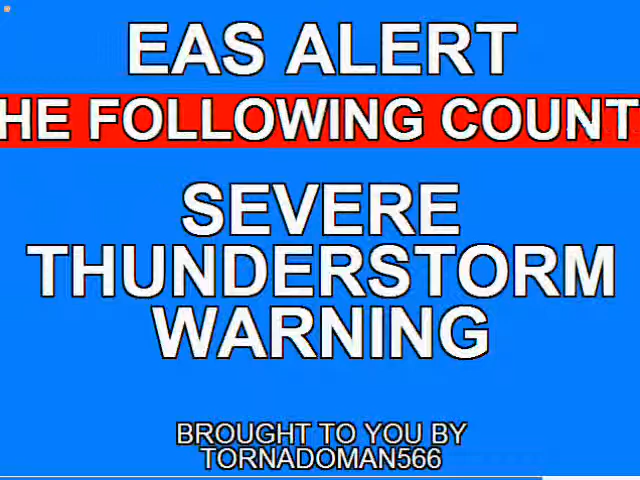 EAS ALERT
HE FOLLOWING COUNT
SEVERE
THUNDERSTORM
WARNING
BROUGHT TO YOU BY
TORNADOMAN566